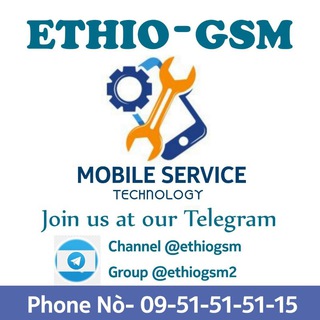 ETHIO-GSM
MOBILE SERVICE
TECHNOLOGY
Join us at our Telegram
Channel @ethiogsm
Group @ethiogsm2
Phone Nò- 09-51-51-51-15